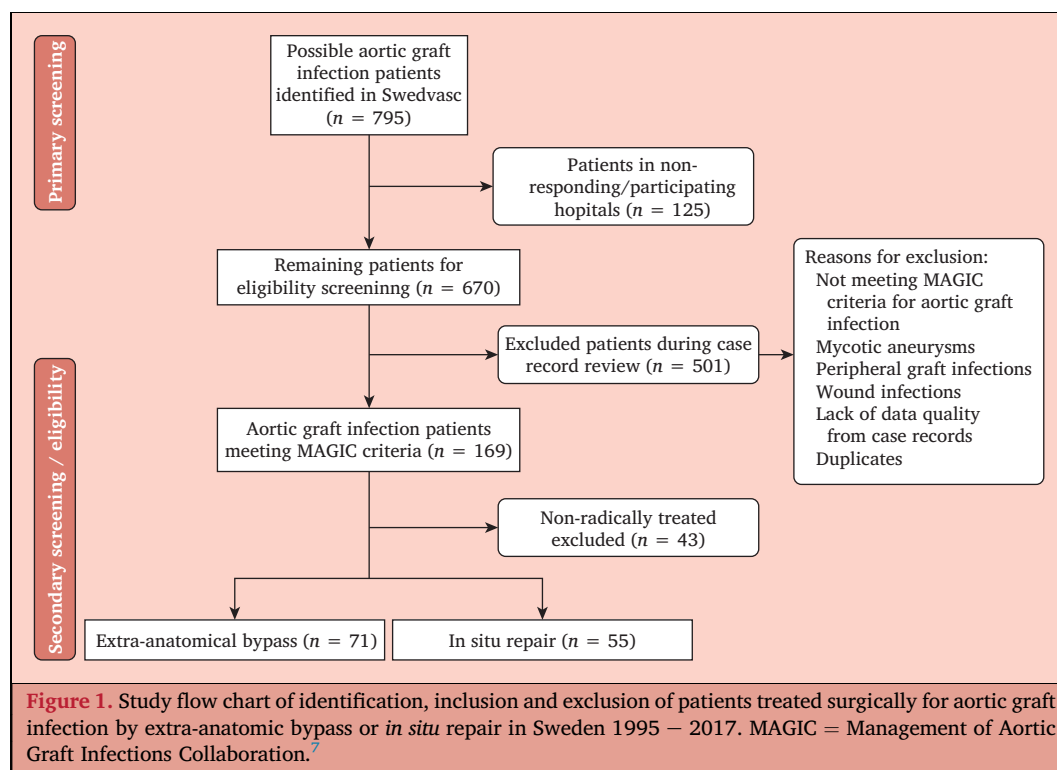 Primary screening
Possible aortic graft
infection patients
identified in Swedvasc
(n = 795)
Patients in non-
responding/participating
hopitals (n = 125)
Remaining patients for
eligibility screeninng (n = 670)
Reasons for exclusion:
Not meeting MAGIC
criteria for aortic graft
infection
Mycotic aneurysms
Peripheral graft infections
Wound infections
Lack of data quality
from case records
Duplicates
Excluded patients during case
record review (n = 501)
Secondary screening / eligibility
Aortic graft infection patients
meeting MAGIC criteria (n = 169)
Non-radically treated
excluded (n = 43)
Extra-anatomical bypass (n = 71)
In situ repair (n = 55)
Figure 1. Study flow chart of identification, inclusion and exclusion of patients treated surgically for aortic graft
infection by extra-anatomic bypass or in situ repair in Sweden 1995 – 2017. MAGIC = Management of Aortic
Graft Infections Collaboration.7